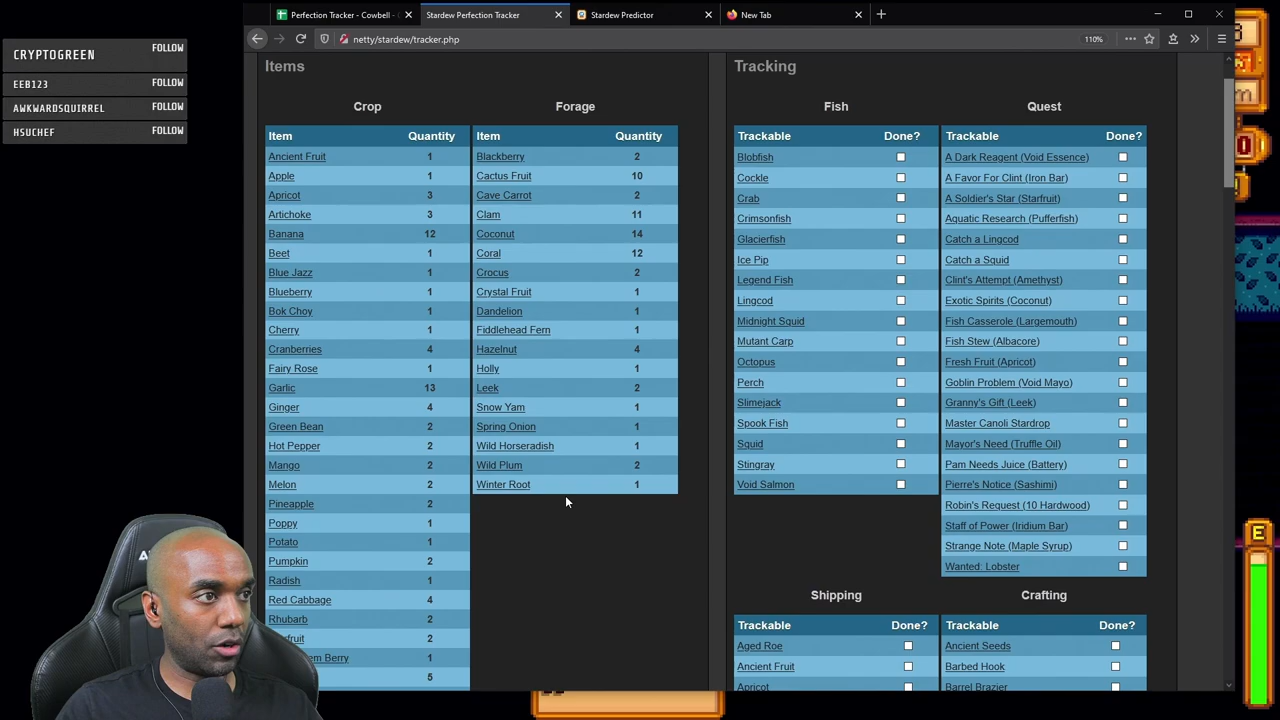 CRYPTOGREEN FOLLOW
EEB123 FOLLOW
AWKWARDSQUIRREL FOLLOW
HSUCHEF FOLLOW
Perfection Tracker - Cowbell -
Stardew Perfection Tracker
Stardew Predictor
New Tab
netty/stardew/tracker.php
110%
Items
Crop
Item Quantity
Ancient Fruit 1
Apple 1
Apricot 3
Artichoke 3
Banana 12
Beet 1
Blue Jazz 1
Blueberry 1
Bok Choy 1
Cherry 1
Cranberries 4
Fairy Rose 1
Garlic 13
Ginger 4
Green Bean 2
Hot Pepper 2
Mango 2
Melon 2
Pineapple 2
Poppy 1
Potato 1
Pumpkin 2
Radish 1
Red Cabbage 4
Rhubarb 2
fruit 2
em Berry 1
5
Forage
Item Quantity
Blackberry 2
Cactus Fruit 10
Cave Carrot 2
Clam 11
Coconut 14
Coral 12
Crocus 2
Crystal Fruit 1
Dandelion 1
Fiddlehead Fern 1
Hazelnut 4
Holly 1
Leek 2
Snow Yam 1
Spring Onion 1
Wild Horseradish 1
Wild Plum 2
Winter Root 1
Tracking
Fish
Trackable Done?
Blobfish
Cockle
Crab
Crimsonfish
Glacierfish
Ice Pip
Legend Fish
Lingcod
Midnight Squid
Mutant Carp
Octopus
Perch
Slimejack
Spook Fish
Squid
Stingray
Void Salmon
Quest
Trackable Done?
A Dark Reagent (Void Essence)
A Favor For Clint (Iron Bar)
A Soldier's Star (Starfruit)
Aquatic Research (Pufferfish)
Catch a Lingcod
Catch a Squid
Clint's Attempt (Amethyst)
Exotic Spirits (Coconut)
Fish Casserole (Largemouth)
Fish Stew (Albacore)
Fresh Fruit (Apricot)
Goblin Problem (Void Mayo)
Granny's Gift (Leek)
Master Canoli Stardrop
Mayor's Need (Truffle Oil)
Pam Needs Juice (Battery)
Pierre's Notice (Sashimi)
Robin's Request (10 Hardwood)
Staff of Power (Iridium Bar)
Strange Note (Maple Syrup)
Wanted: Lobster
Shipping
Trackable Done?
Aged Roe
Ancient Fruit
Apricot
Crafting
Trackable Done?
Ancient Seeds
Barbed Hook
Barrel Brazier
E